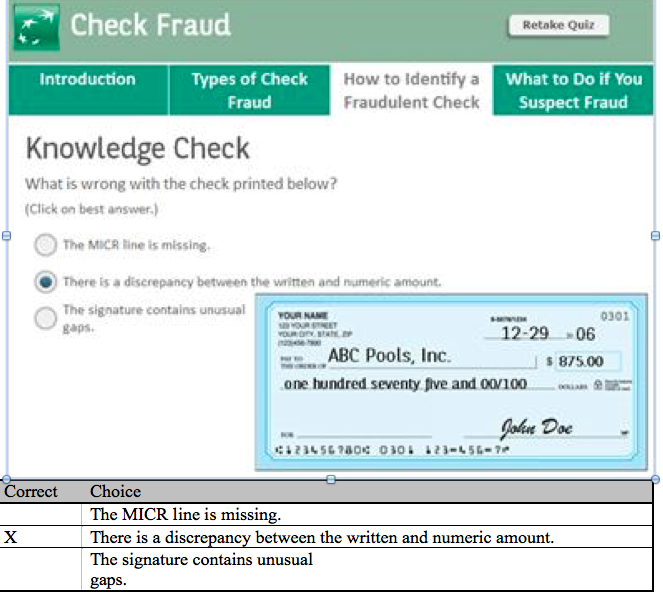 Check Fraud
Retake Quiz
Introduction
Types of Check
Fraud
How to Identify a
Fraudulent Check
What to Do if You
Suspect Fraud
Knowledge Check
What is wrong with the check printed below?
(Click on best answer.)
The MICR line is missing.
There is a discrepancy between the written and numeric amount.
The signature contains unusual
gaps.
YOUR NAME
123 YOUR STREET
YOUR CITY, STATE, ZIP
0301
12-29 06
PAY TO
THE ORDER OF ABC Pools, Inc. $ 875.00
one hundred seventy five and 00/100 DOLLARS
FOR John Doe
⑆123456780⑆ 0301 123⑉456⑉7⑈
Correct Choice
The MICR line is missing.
X There is a discrepancy between the written and numeric amount.
The signature contains unusual
gaps.